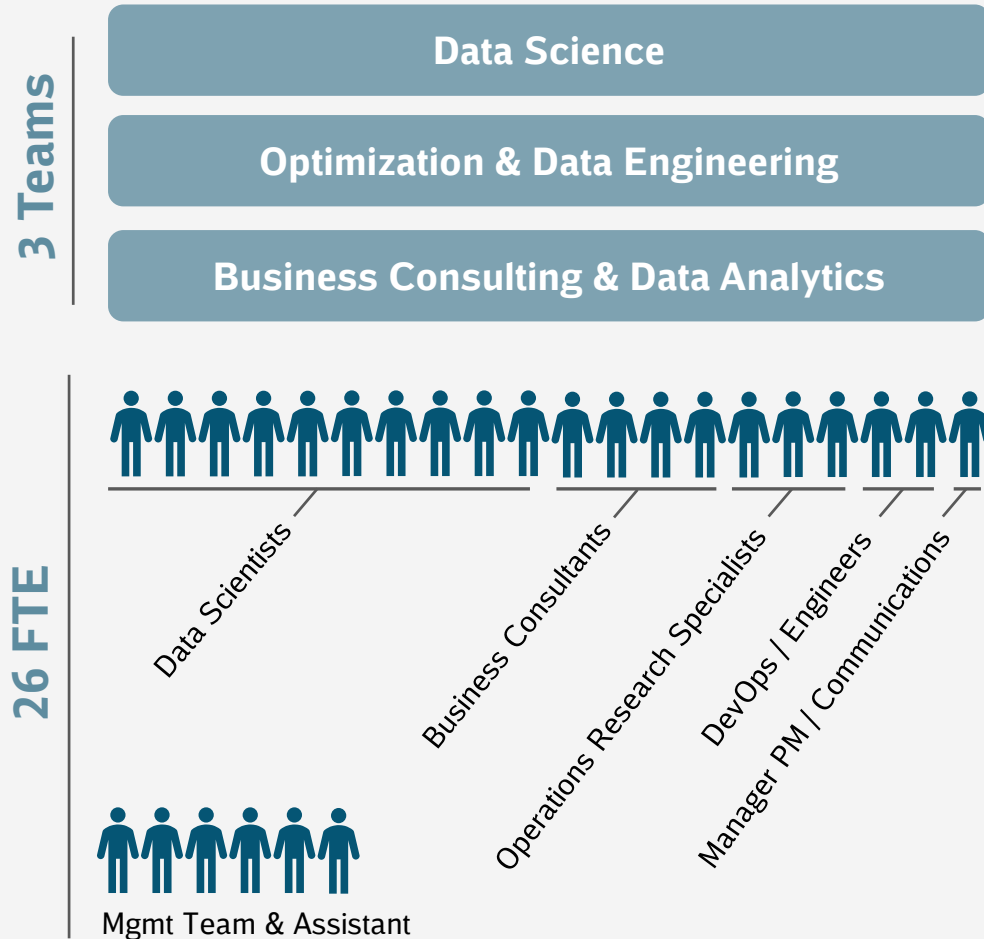 3 Teams
Data Science
Optimization & Data Engineering
Business Consulting & Data Analytics
26 FTE
Data Scientists
Business Consultants
Operations Research Specialists
DevOps / Engineers
Manager PM / Communications
Mgmt Team & Assistant